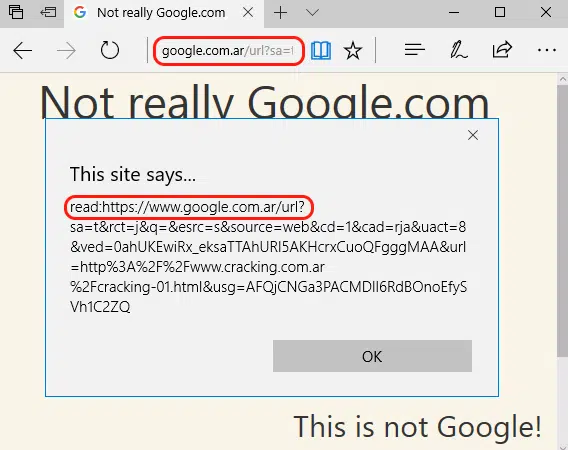 Not really Google.com
google.com.ar/url?sa=t
Not really Google.com
This site says...
read:https://www.google.com.ar/url?
sa=t&rct=j&q=&esrc=s&source=web&cd=1&cad=rja&uact=8
&ved=0ahUKEwiRx_eksaTTAhURI5AKHcrxCuoQFgggMAA&url
=http%3A%2F%2Fwww.cracking.com.ar
%2Fcracking-01.html&usg=AFQjCNGa3PACMDIl6RdBOnoEfyS
Vh1C2ZQ
OK
This is not Google!